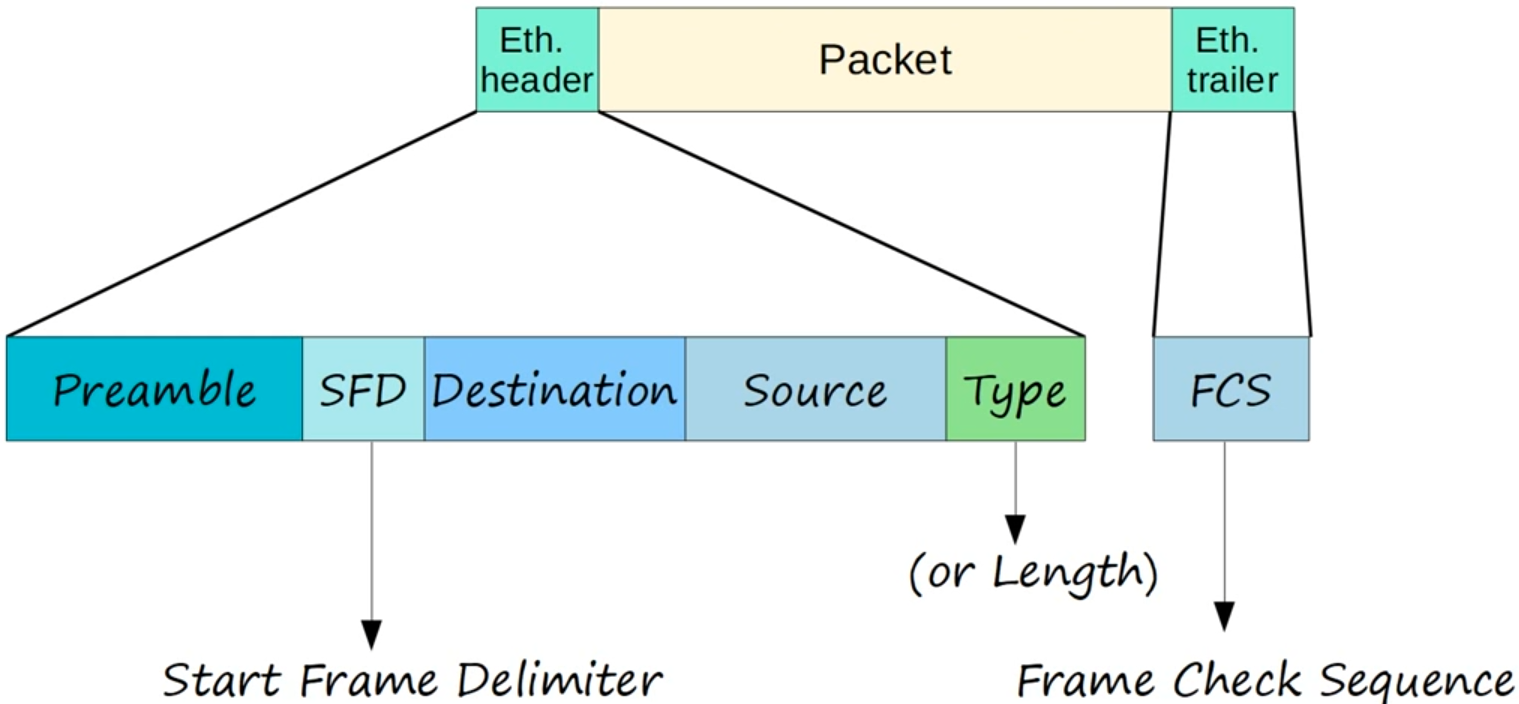 Eth.
header
Packet
Eth.
trailer
Preamble
SFD
Destination
Source
Type
FCS
(or Length)
Start Frame Delimiter
Frame Check Sequence